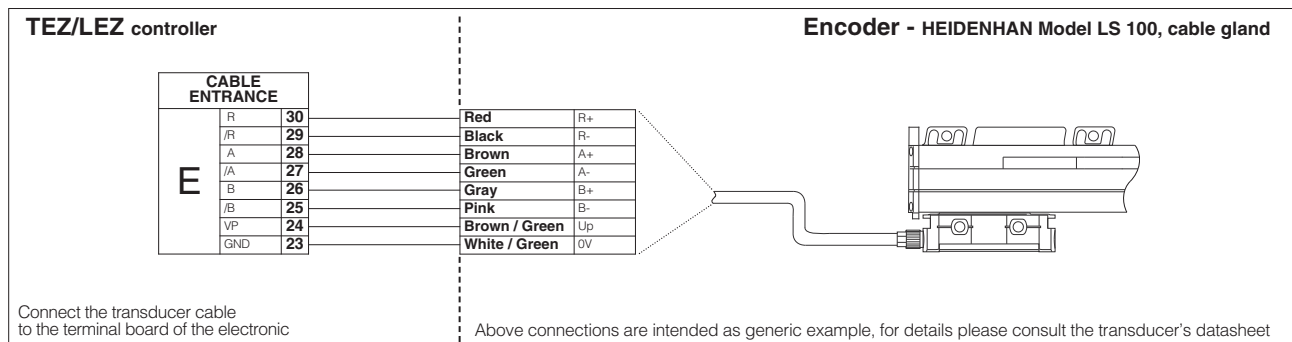 TEZ/LEZ controller
Encoder - HEIDENHAN Model LS 100, cable gland
CABLE
ENTRANCE
E
R 30 Red R+
/R 29 Black R-
A 28 Brown A+
/A 27 Green A-
B 26 Gray B+
/B 25 Pink B-
VP 24 Brown / Green Up
GND 23 White / Green 0V
Connect the transducer cable
to the terminal board of the electronic
Above connections are intended as generic example, for details please consult the transducer's datasheet